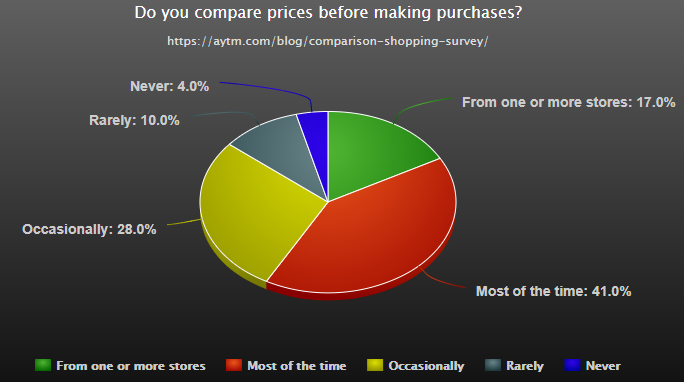 Do you compare prices before making purchases?
https://aytm.com/blog/comparison-shopping-survey/
Never: 4.0%
From one or more stores: 17.0%
Rarely: 10.0%
Occasionally: 28.0%
Most of the time: 41.0%
From one or more stores Most of the time Occasionally Rarely Never